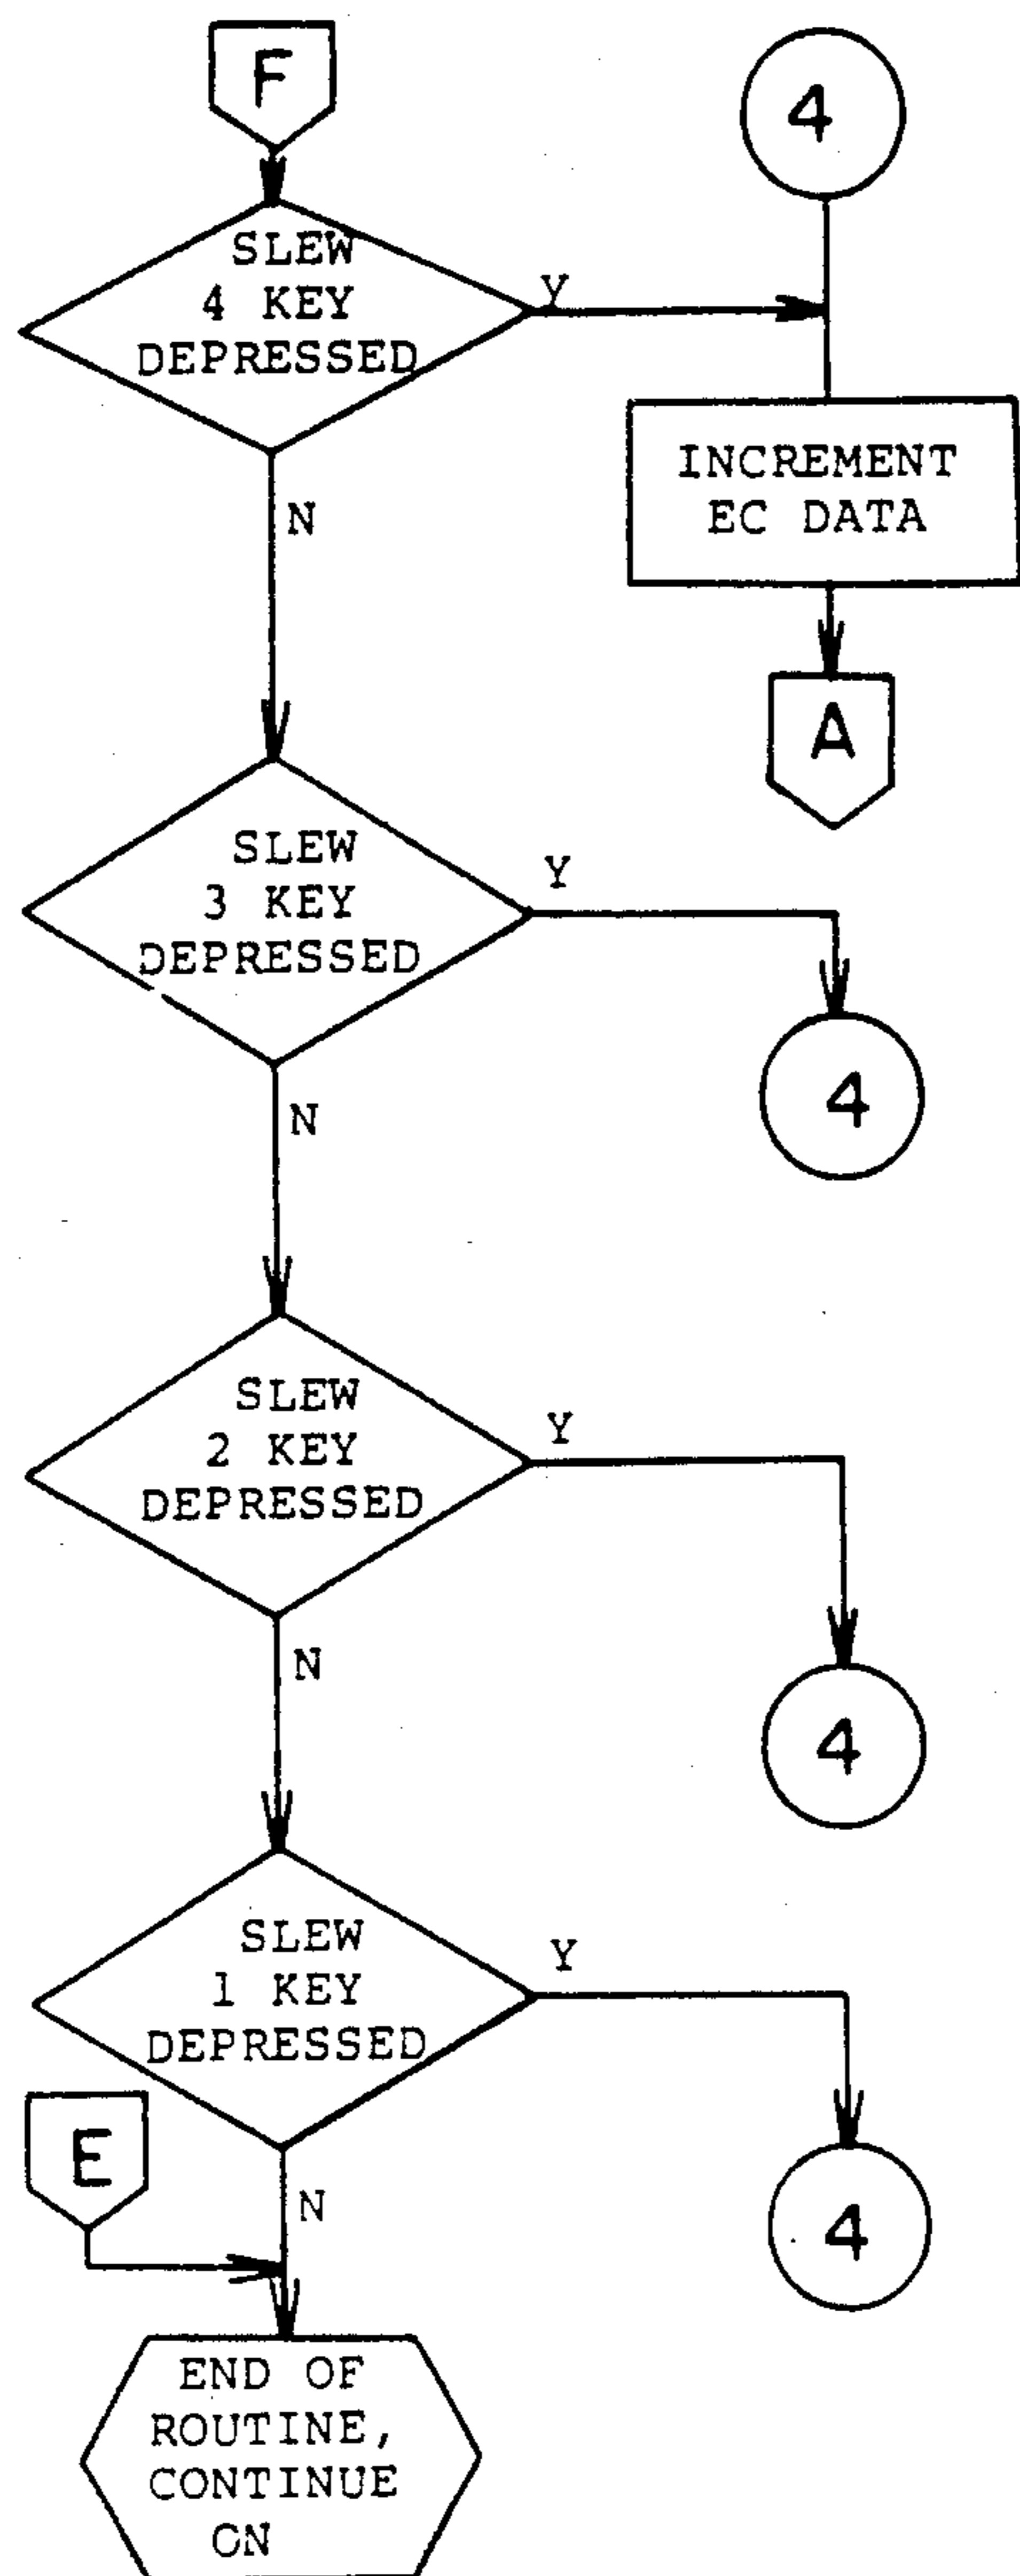 F
4
SLEW
4 KEY
DEPRESSED
Y
INCREMENT
EC DATA
N
A
SLEW
3 KEY
DEPRESSED
Y
4
N
SLEW
2 KEY
DEPRESSED
Y
N
4
SLEW
1 KEY
DEPRESSED
Y
E
N
4
END OF
ROUTINE,
CONTINUE
ON